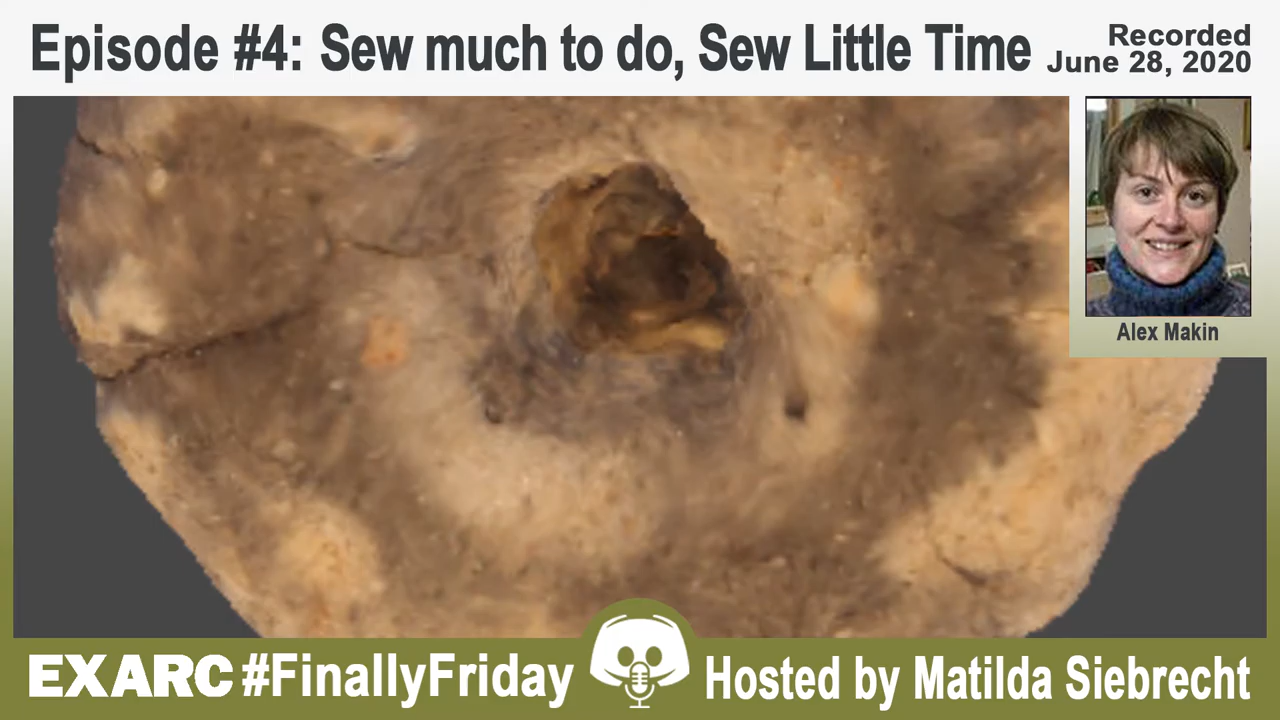 Episode #4: Sew much to do, Sew Little Time
Recorded
June 28, 2020
Alex Makin
EXARC #FinallyFriday
Hosted by Matilda Siebrecht